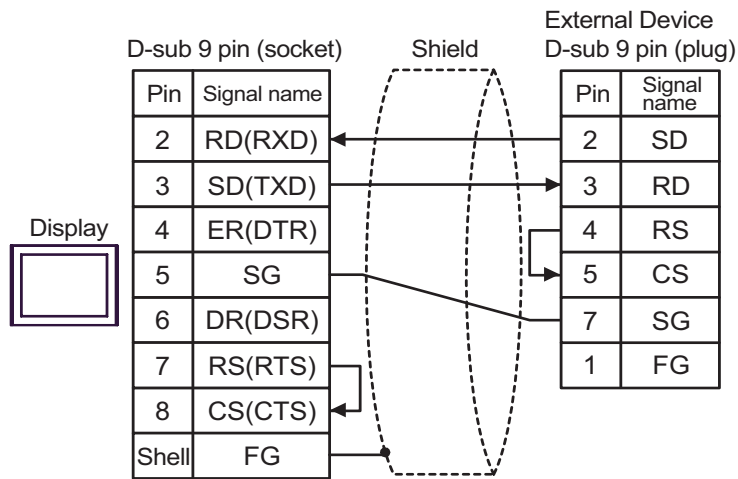 External Device
D-sub 9 pin (socket) Shield D-sub 9 pin (plug)
Pin Signal name Pin Signal name
2 RD(RXD) 2 SD
3 SD(TXD) 3 RD
Display 4 ER(DTR) 4 RS
5 SG 5 CS
6 DR(DSR) 7 SG
7 RS(RTS) 1 FG
8 CS(CTS)
Shell FG